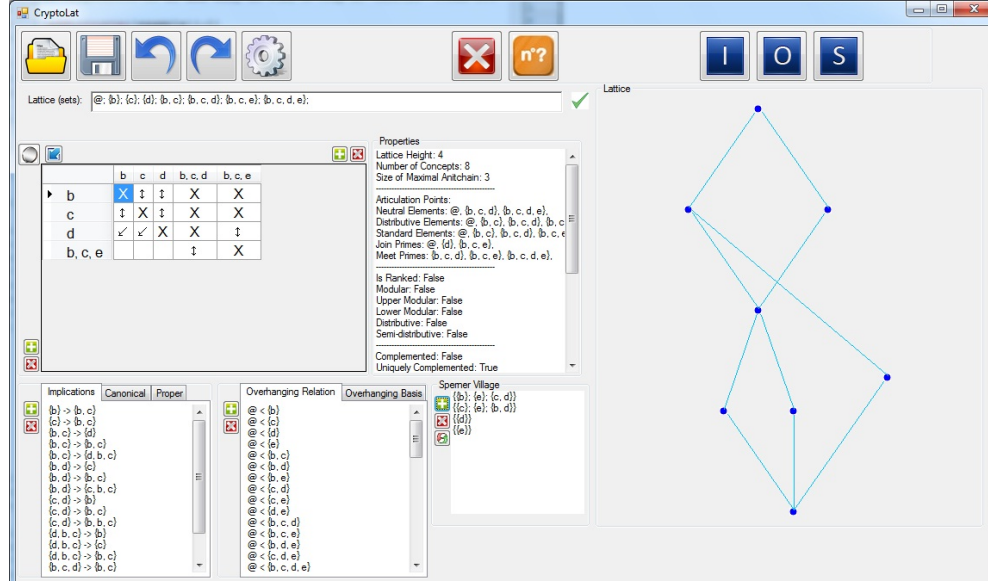 CryptoLat
n°?
I O S
Lattice (sets): @; {b}; {c}; {d}; {b, c}; {b, c, d}; {b, c, e}; {b, c, d, e};
Lattice
b c d b, c, d b, c, e
b X ↕ ↕ X X
c ↕ X ↕ X X
d ↙ ↙ X X ↕
b, c, e ↕ X
Properties
Lattice Height: 4
Number of Concepts: 8
Size of Maximal Anitchain: 3
Articulation Points:
Neutral Elements: @, {b, c, d}, {b, c, d, e},
Distributive Elements: @, {b, c}, {b, c, d}, {b, c
Standard Elements: @, {b, c}, {b, c, d}, {b, c, e
Join Primes: @, {d}, {b, c, e},
Meet Primes: {b, c, d}, {b, c, e}, {b, c, d, e},
Is Ranked: False
Modular: False
Upper Modular: False
Lower Modular: False
Distributive: False
Semi-distributive: False
Complemented: False
Uniquely Complemented: True
Implications Canonical Proper
{b} -> {b, c}
{c} -> {b, c}
{b, c} -> {d}
{b, c} -> {b, c}
{b, c} -> {d, b, c}
{b, d} -> {c}
{b, d} -> {b, c}
{b, d} -> {c, b, c}
{c, d} -> {b}
{c, d} -> {b, c}
{c, d} -> {b, b, c}
{d, b, c} -> {b}
{d, b, c} -> {c}
{d, b, c} -> {b, c}
{b, c, d} -> {b, c}
Overhanging Relation Overhanging Basis
@ < {b}
@ < {c}
@ < {d}
@ < {e}
@ < {b, c}
@ < {b, d}
@ < {b, e}
@ < {c, d}
@ < {c, e}
@ < {d, e}
@ < {b, c, d}
@ < {b, c, e}
@ < {b, d, e}
@ < {c, d, e}
@ < {b, c, d, e}
Sperner Village
{{b}; {e}; {c, d}}
{{c}; {e}; {b, d}}
{{d}}
{{e}}